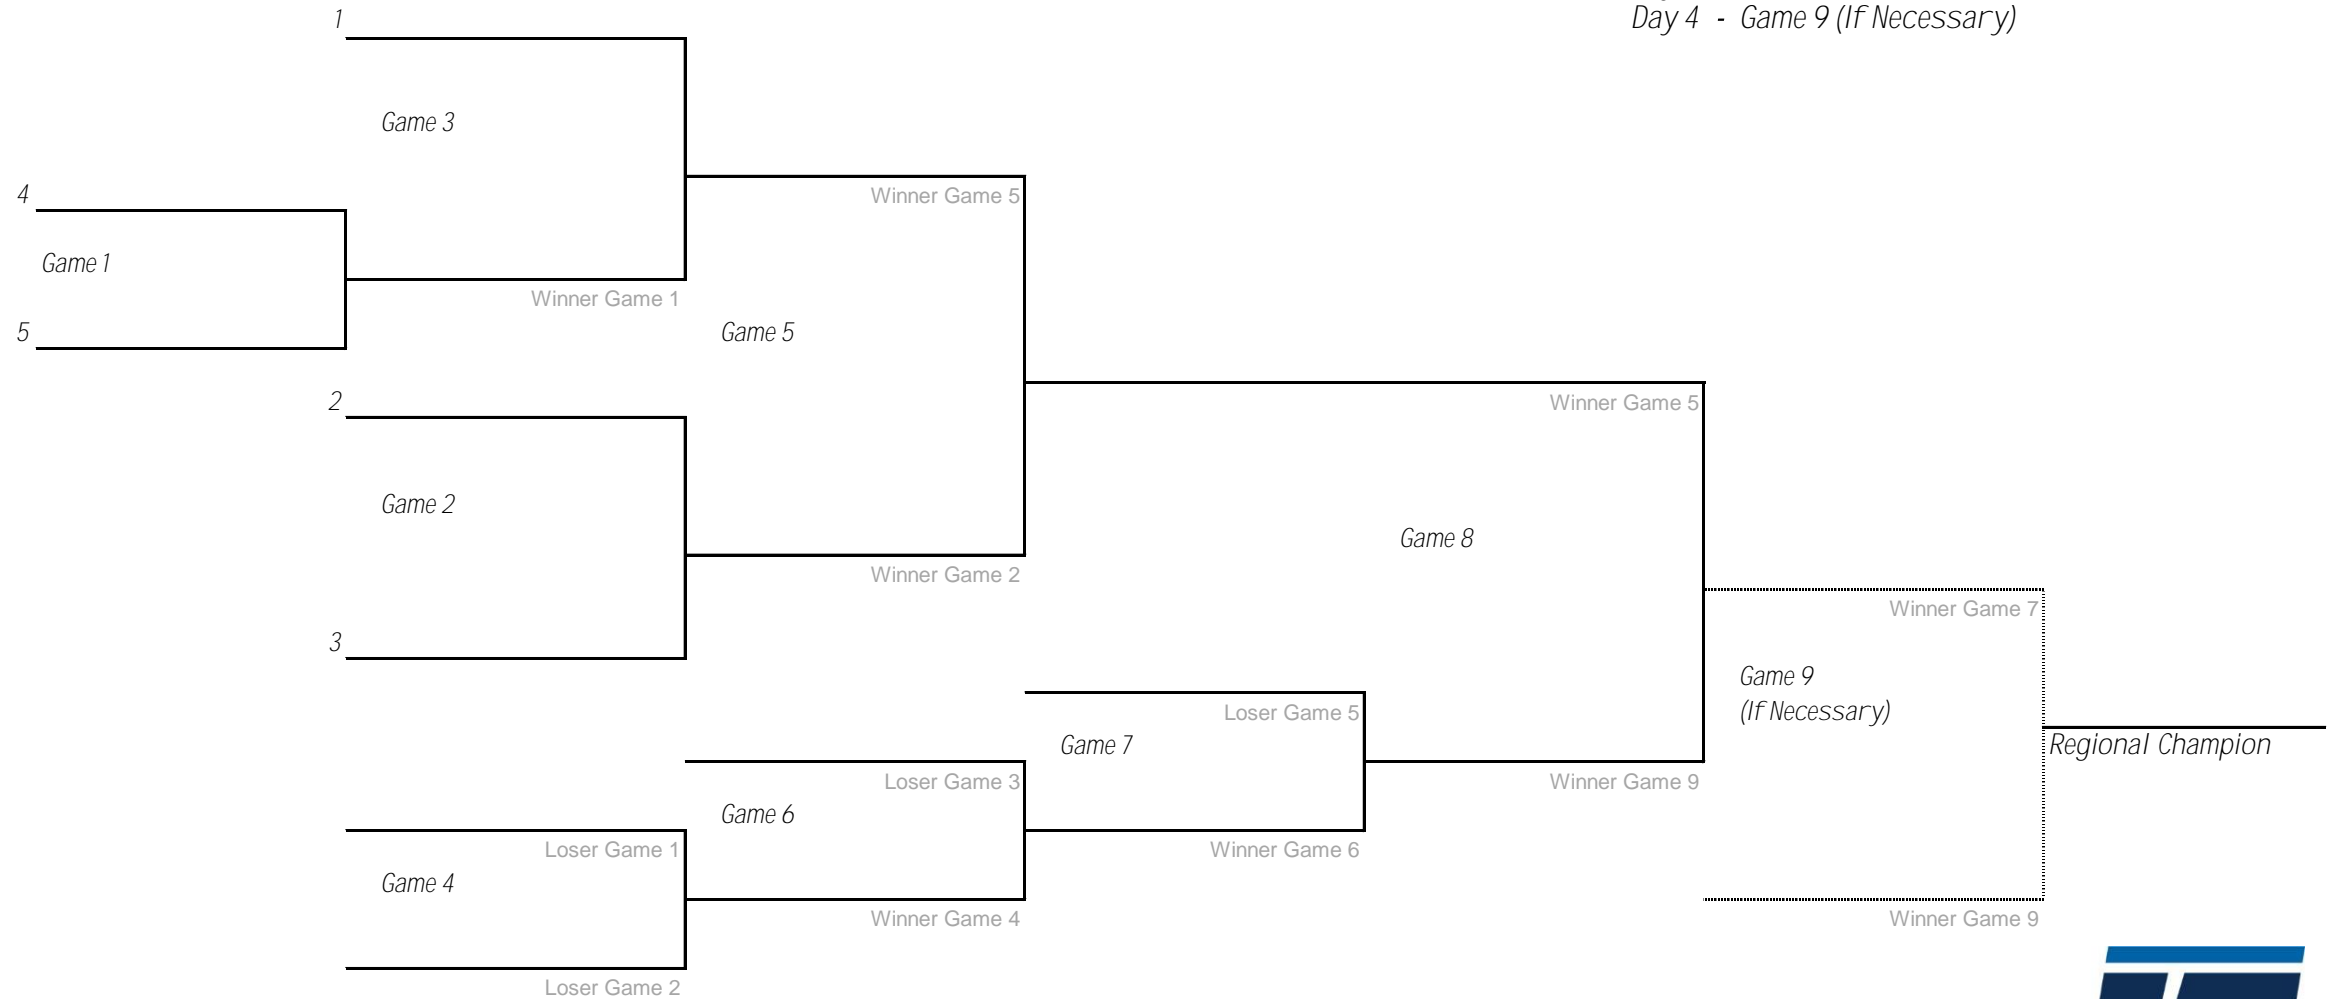 Day 4 - Game 9 (If Necessary)
1
Game 3
4
Winner Game 5
Game 1
Winner Game 1
5
Game 5
2
Winner Game 5
Game 2
Game 8
Winner Game 2
Winner Game 7
3
Game 9
(If Necessary)
Loser Game 5
Game 7
Regional Champion
Loser Game 3
Winner Game 9
Game 6
Loser Game 1
Winner Game 6
Game 4
Winner Game 4
Winner Game 9
Loser Game 2